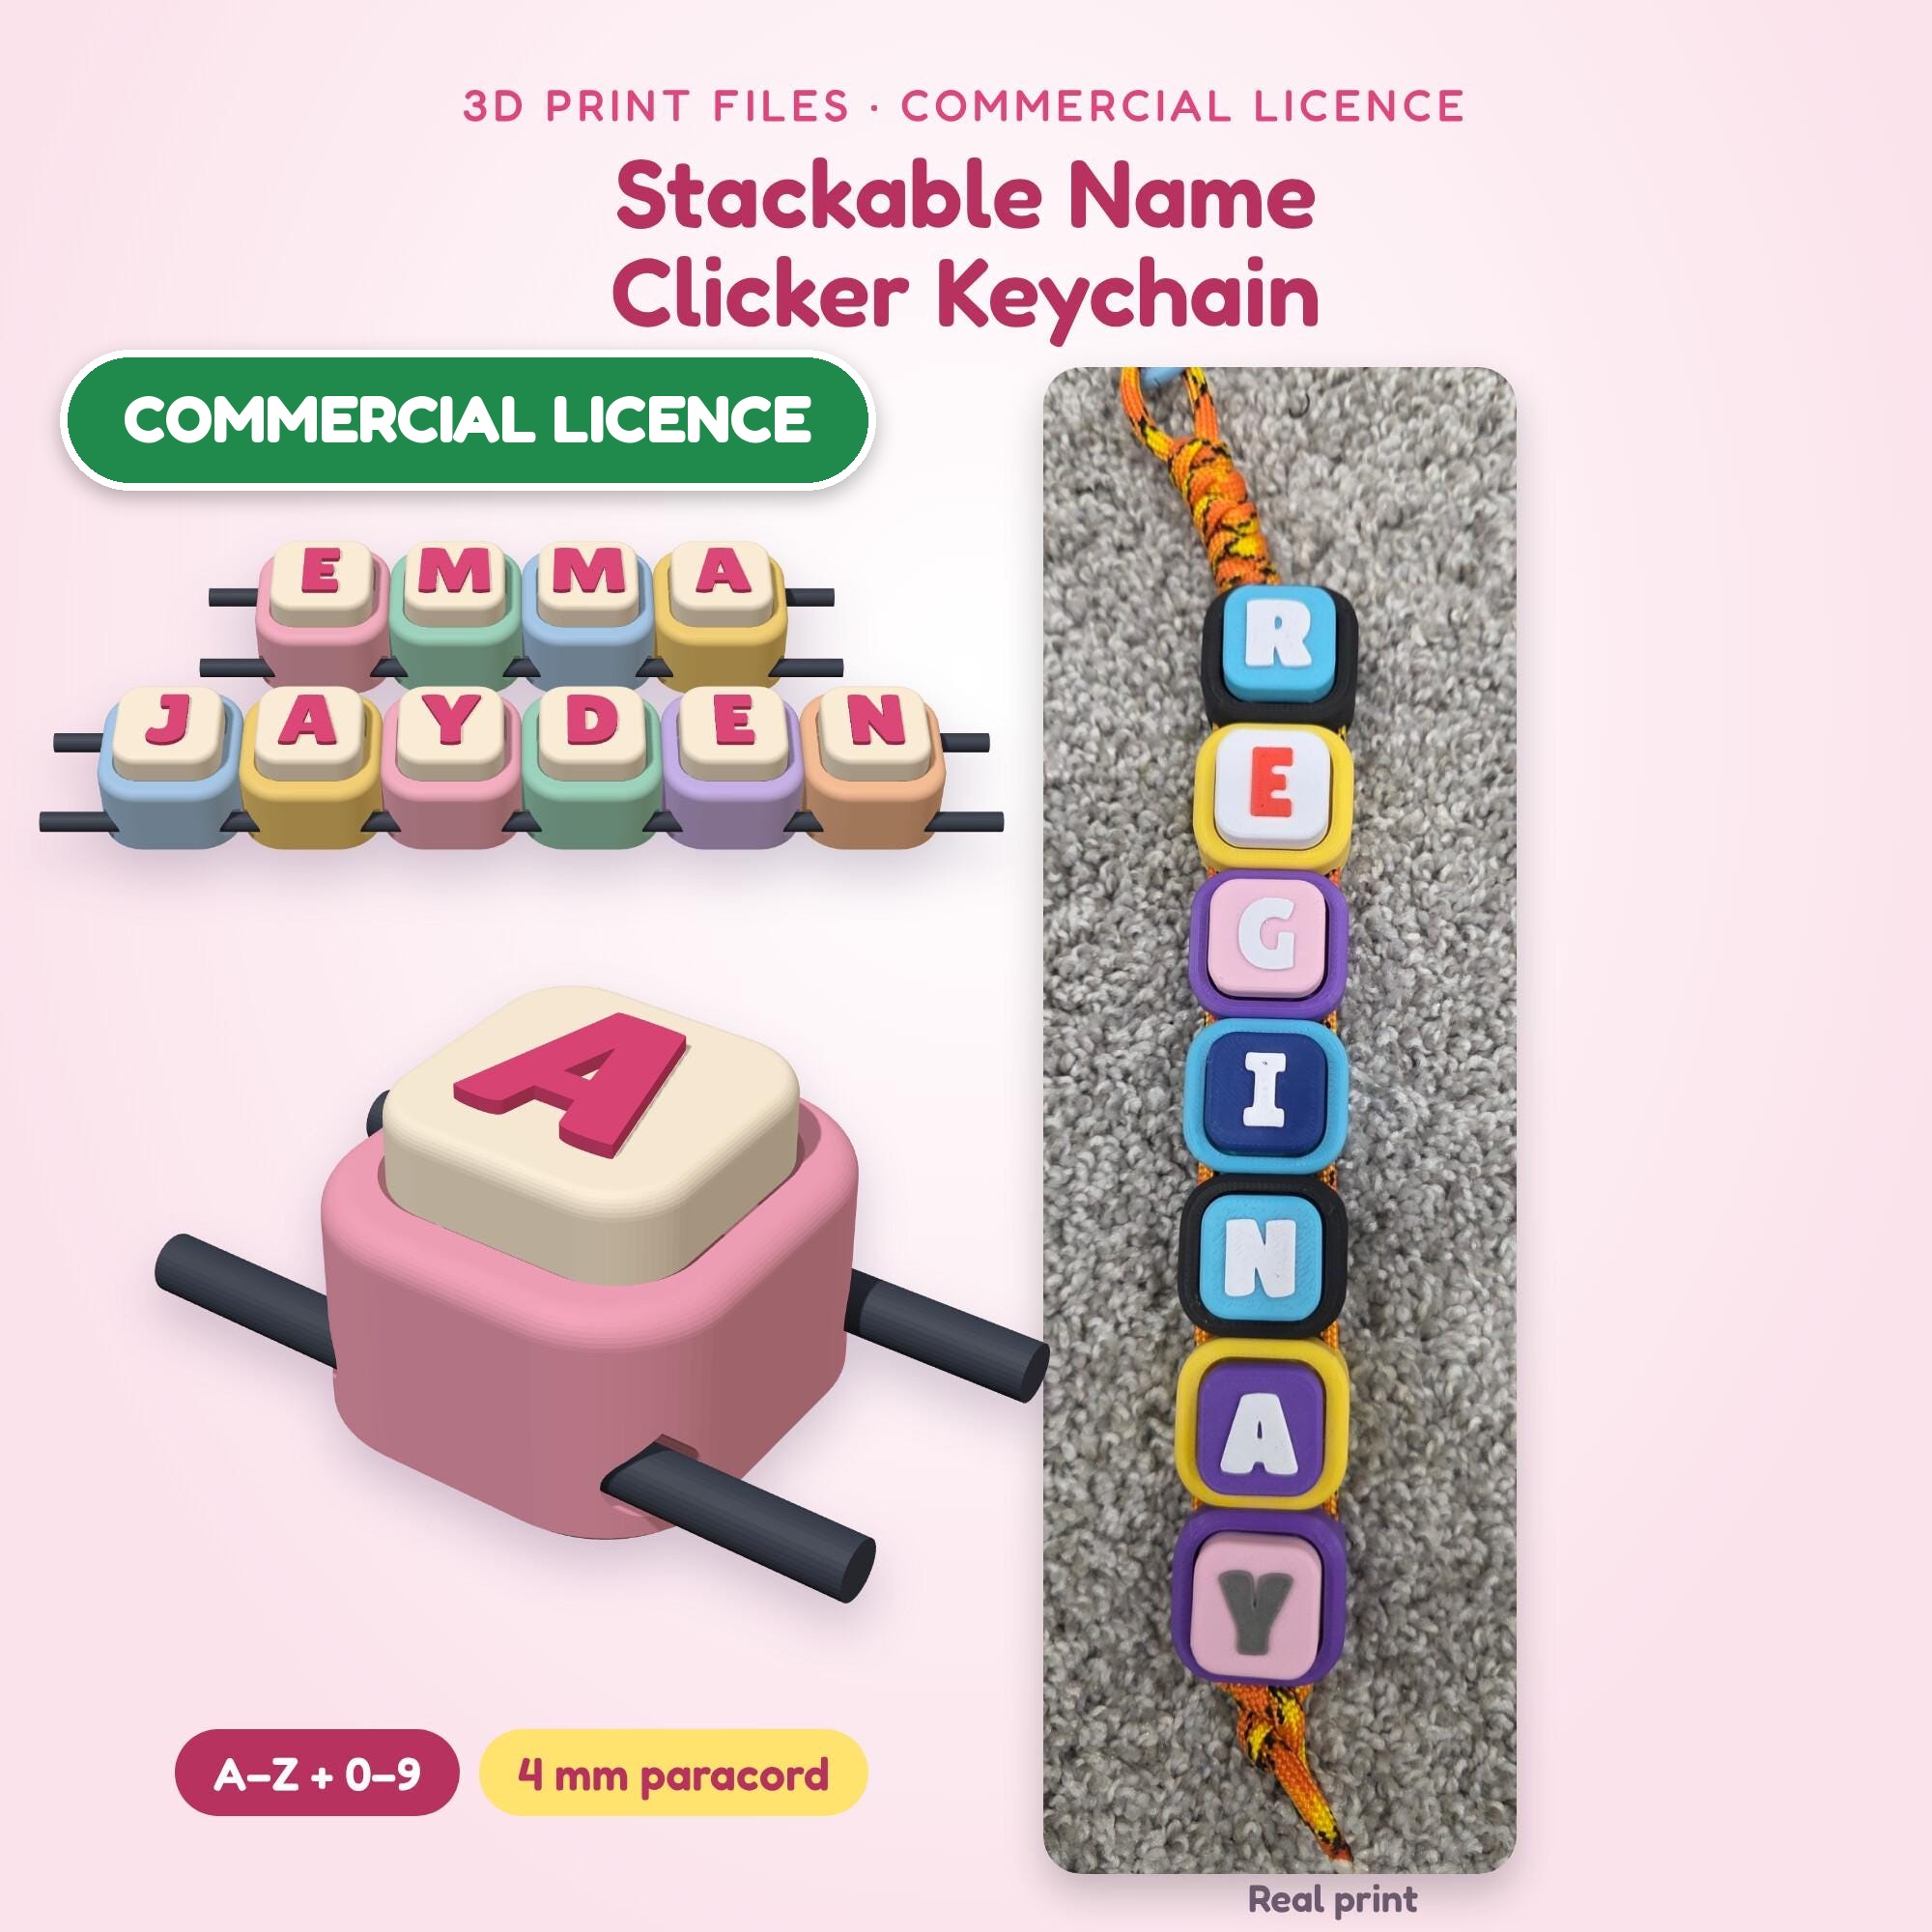 3D PRINT FILES · COMMERCIAL LICENCE
Stackable Name
Clicker Keychain
COMMERCIAL LICENCE
EMMA
JAYDEN
A
A–Z + 0–9
4 mm paracord
R
E
G
I
N
A
Y
Real print